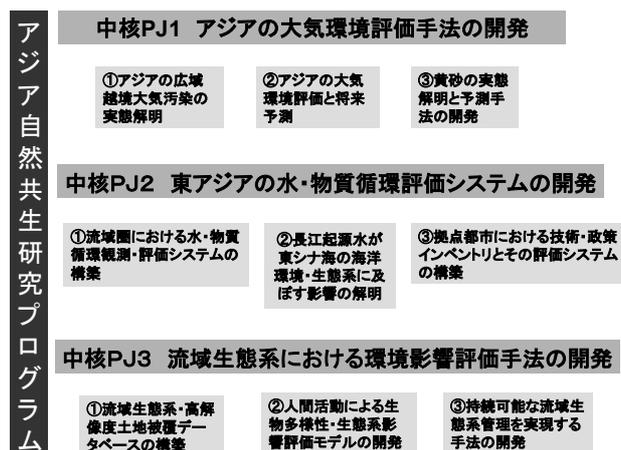 アジア自然共生研究プログラム
中核PJ1 アジアの大気環境評価手法の開発
①アジアの広域
越境大気汚染の
実態解明
②アジアの大気
環境評価と将来
予測
③黄砂の実態
解明と予測手
法の開発
中核PJ2 東アジアの水・物質循環評価システムの開発
①流域圏における水・物質
循環観測・評価システムの
構築
②長江起源水が
東シナ海の海洋
環境・生態系に及
ぼす影響の解明
③拠点都市における技術・政策
インベントリとその評価システム
の構築
中核PJ3 流域生態系における環境影響評価手法の開発
①流域生態系・高解
像度土地被覆デー
タベースの構築
②人間活動による生
物多様性・生態系影
響評価モデルの開発
③持続可能な流域生
態系管理を実現する
手法の開発